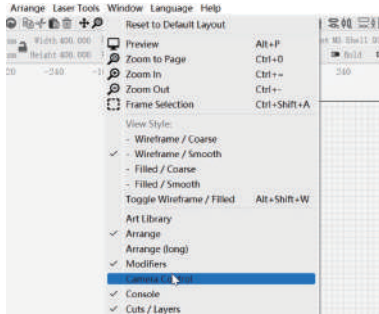 Arrange Laser Tools Window Language Help
Reset to Default Layout
Width 400.000
Height 400.000
Preview Alt+P
Zoom to Page Ctrl+0
Zoom In Ctrl+=
Zoom Out Ctrl+-
Frame Selection Ctrl+Shift+A
Bold
-240
240
View Style:
- Wireframe / Coarse
✓ - Wireframe / Smooth
- Filled / Coarse
- Filled / Smooth
Toggle Wireframe / Filled Alt+Shift+W
Art Library
✓ Arrange
Arrange (long)
✓ Modifiers
Camera Control
✓ Console
✓ Cuts / Layers